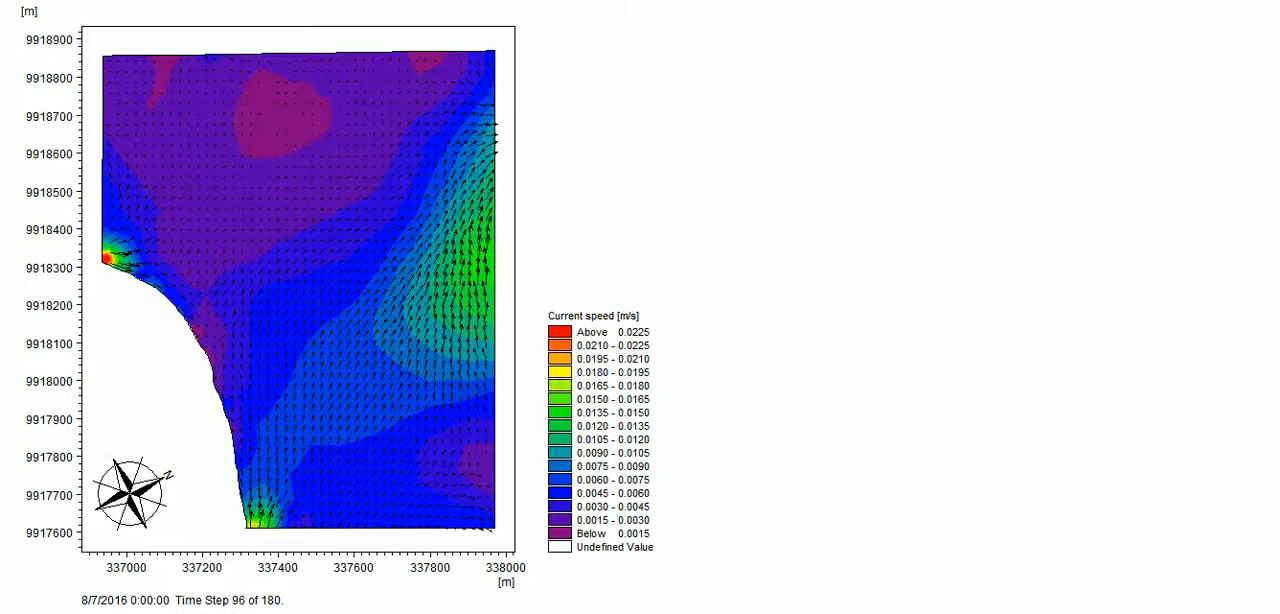 [m]
9918900
9918800
9918700
9918600
9918500
9918400
9918300
9918200
9918100
9918000
9917900
9917800
9917700
9917600
N
337000 337200 337400 337600 337800 338000
[m]
8/7/2016 0:00:00 Time Step 96 of 180.
Current speed [m/s]
Above 0.0225
0.0210 - 0.0225
0.0195 - 0.0210
0.0180 - 0.0195
0.0165 - 0.0180
0.0150 - 0.0165
0.0135 - 0.0150
0.0120 - 0.0135
0.0105 - 0.0120
0.0090 - 0.0105
0.0075 - 0.0090
0.0060 - 0.0075
0.0045 - 0.0060
0.0030 - 0.0045
0.0015 - 0.0030
Below 0.0015
Undefined Value